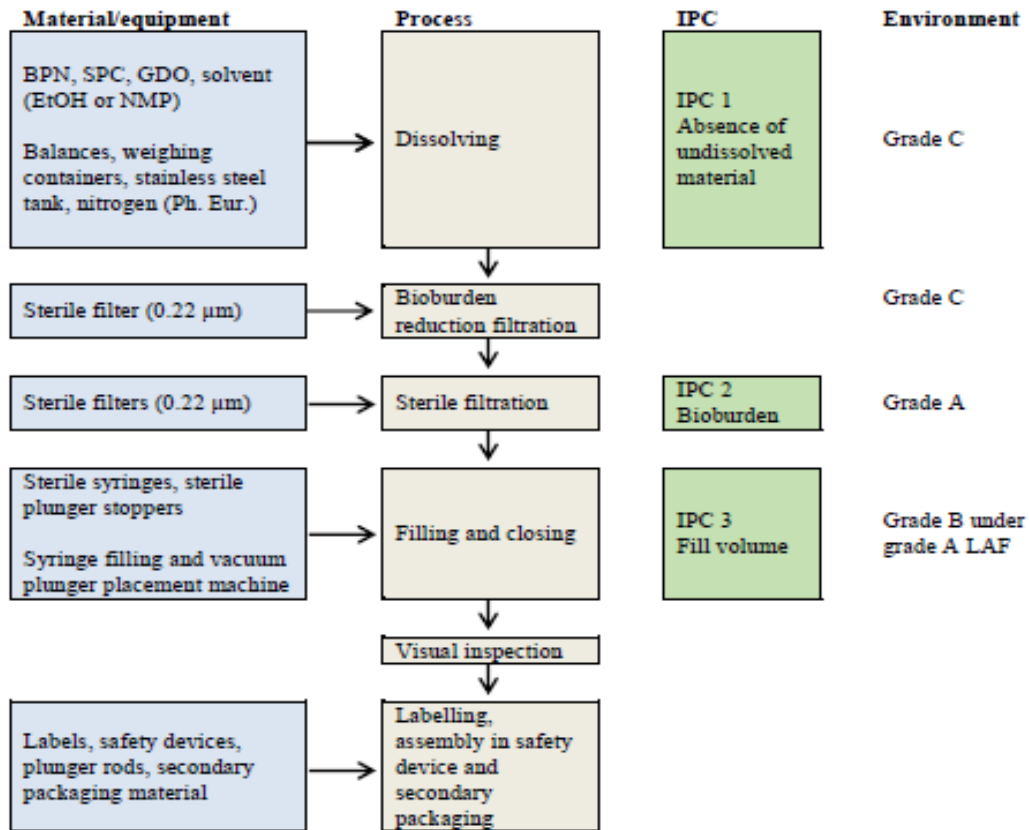 Material/equipment
Process
IPC
Environment
BPN, SPC, GDO, solvent
(EtOH or NMP)
Balances, weighing
containers, stainless steel
tank, nitrogen (Ph. Eur.)
Dissolving
IPC 1
Absence of
undissolved
material
Grade C
Sterile filter (0.22 µm)
Bioburden
reduction filtration
Grade C
Sterile filters (0.22 µm)
Sterile filtration
IPC 2
Bioburden
Grade A
Sterile syringes, sterile
plunger stoppers
Syringe filling and vacuum
plunger placement machine
Filling and closing
IPC 3
Fill volume
Grade B under
grade A LAF
Visual inspection
Labels, safety devices,
plunger rods, secondary
packaging material
Labelling,
assembly in safety
device and
secondary
packaging